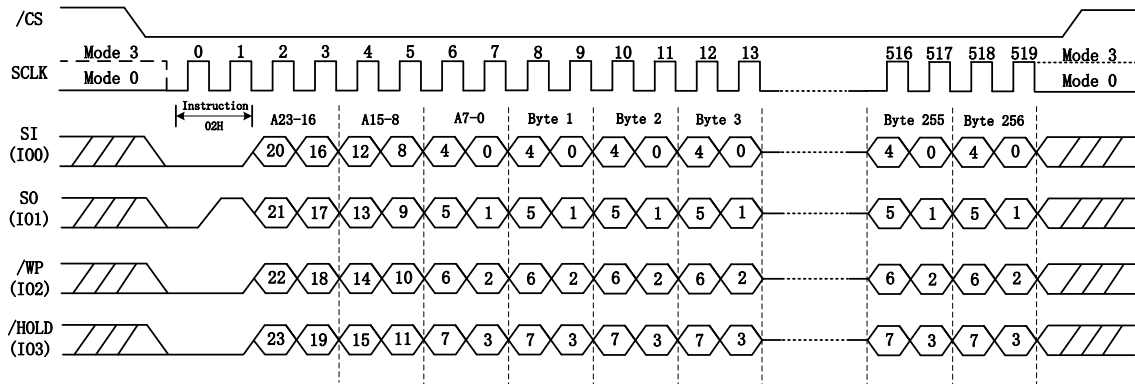 /CS
Mode 3 0 1 2 3 4 5 6 7 8 9 10 11 12 13 516 517 518 519 Mode 3
SCLK
Mode 0 Mode 0
Instruction
02H
A23-16 A15-8 A7-0 Byte 1 Byte 2 Byte 3 Byte 255 Byte 256
SI
(IO0)
20 16 12 8 4 0 4 0 4 0 4 0 4 0 4 0
SO
(IO1)
21 17 13 9 5 1 5 1 5 1 5 1 5 1 5 1
/WP
(IO2)
22 18 14 10 6 2 6 2 6 2 6 2 6 2 6 2
/HOLD
(IO3)
23 19 15 11 7 3 7 3 7 3 7 3 7 3 7 3